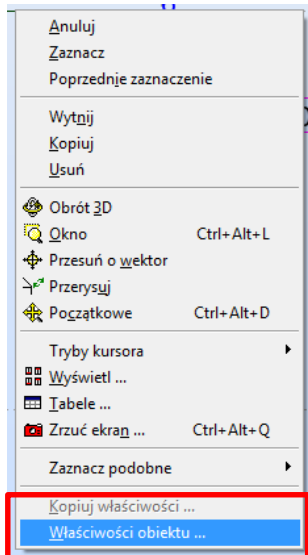 Anuluj
Zaznacz
Poprzednie zaznaczenie
Wytnij
Kopiuj
Usuń
Obrót 3D
Okno Ctrl+Alt+L
Przesuń o wektor
Przerysuj
Początkowe Ctrl+Alt+D
Tryby kursora
Wyświetl ...
Tabele ...
Zrzuć ekran ... Ctrl+Alt+Q
Zaznacz podobne
Kopiuj właściwości ...
Właściwości obiektu ...